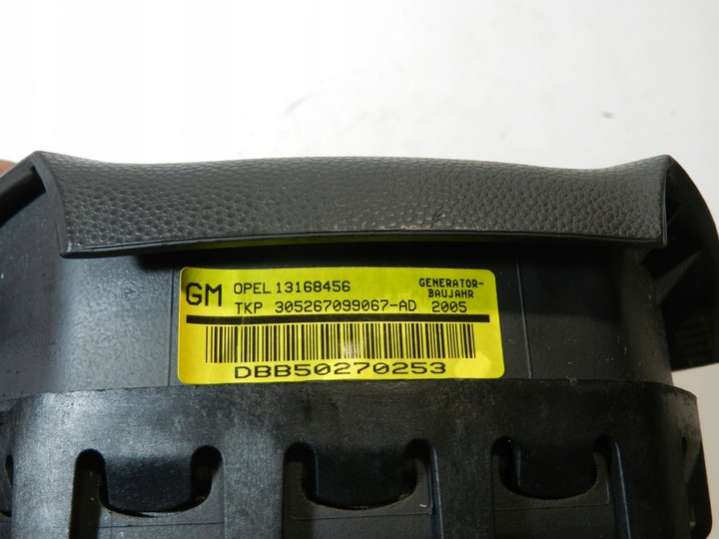 GM OPEL 13168456 GENERATOR-
BAUJAHR
TKP 305267099067-AD 2005
DBB50270253